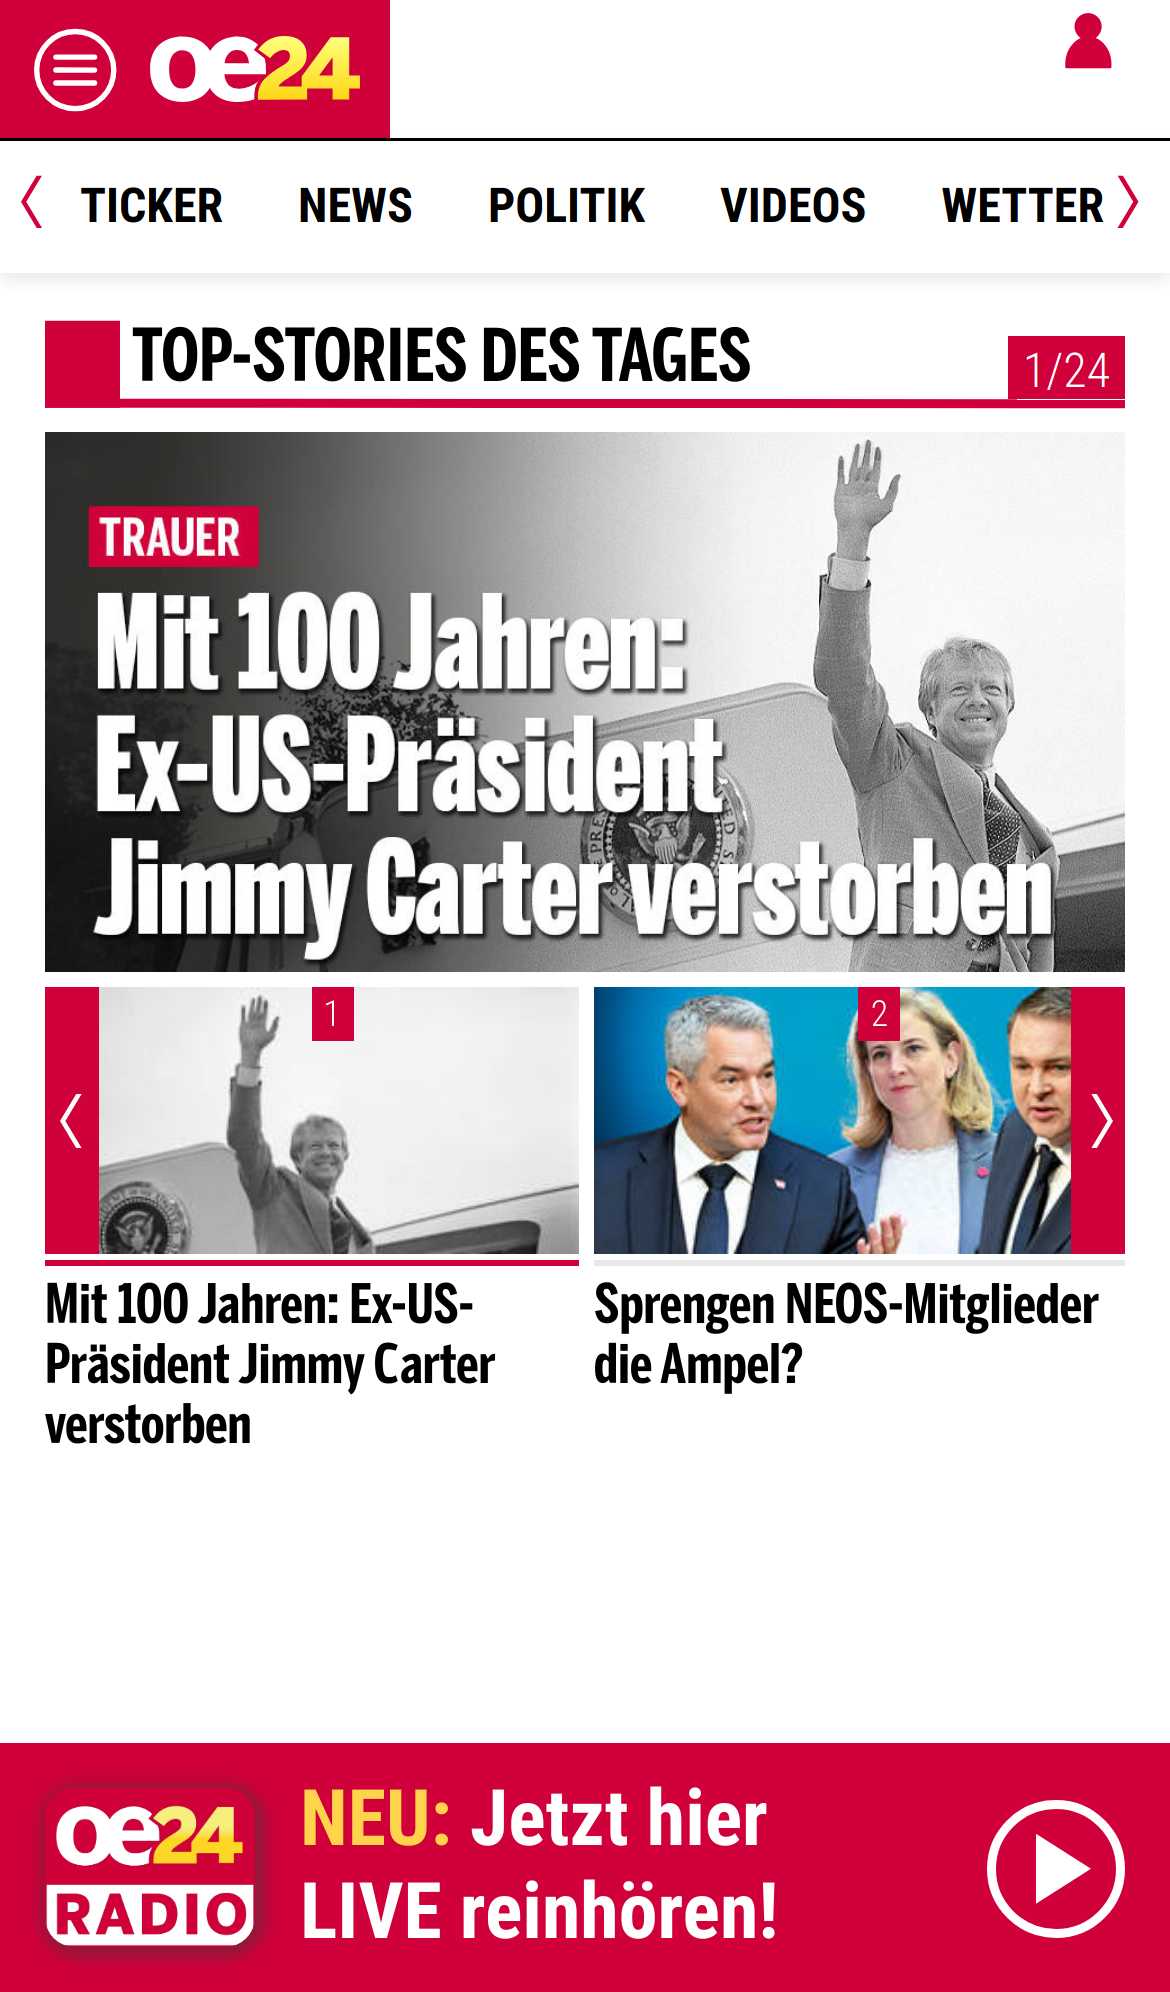 oe24
TICKER NEWS POLITIK VIDEOS WETTER
TOP-STORIES DES TAGES
1/24
TRAUER
Mit 100 Jahren:
Ex-US-Präsident
Jimmy Carter verstorben
1
2
Mit 100 Jahren: Ex-US-
Präsident Jimmy Carter
verstorben
Sprengen NEOS-Mitglieder
die Ampel?
oe24
RADIO
NEU: Jetzt hier
LIVE reinhören!